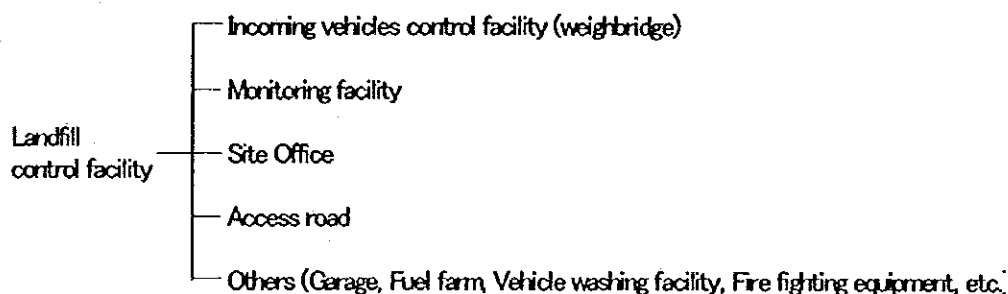 Incoming vehicles control facility (weighbridge)
Monitoring facility
Landfill
control facility
Site Office
Access road
Others (Garage, Fuel farm, Vehicle washing facility, Fire fighting equipment, etc.)